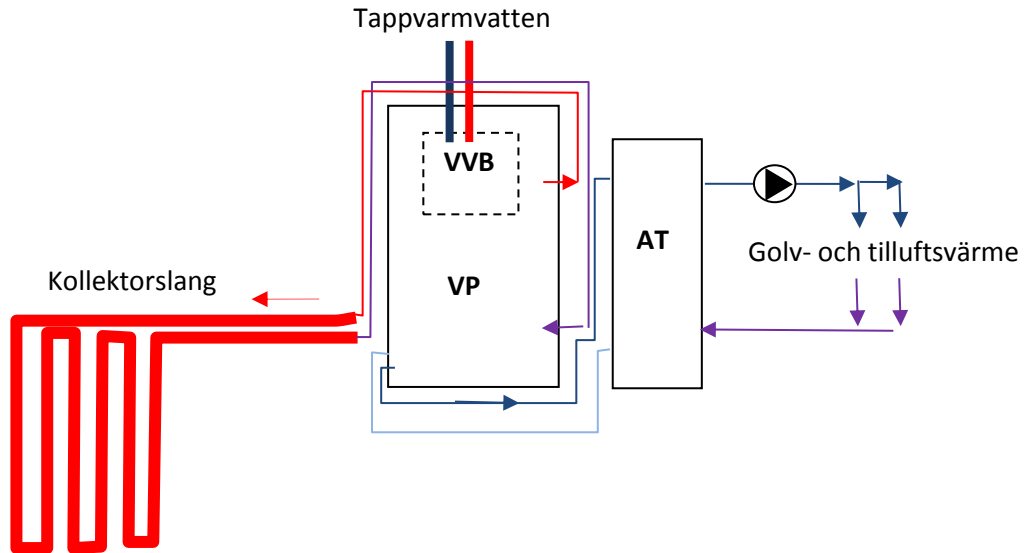 Tappvarmvatten
VVB
AT
Golv- och tilluftsvärme
Kollektorslang
VP